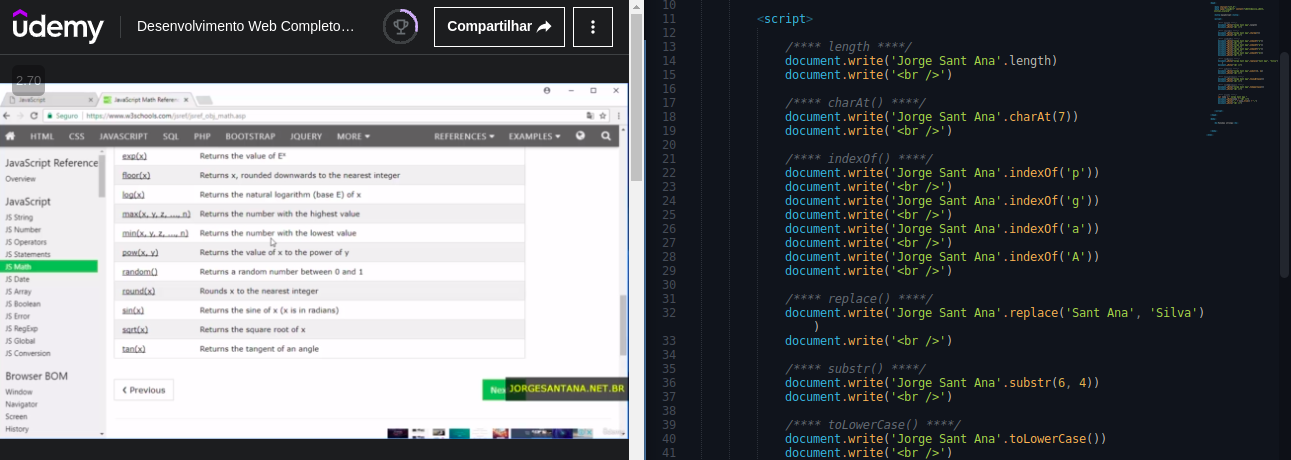 udemy
Desenvolvimento Web Completo…
Compartilhar
2.70
JavaScript
JavaScript Math Referen
Seguro
https://www.w3schools.com/jsref/jsref_obj_math.asp
HTML CSS JAVASCRIPT SQL PHP BOOTSTRAP JQUERY MORE REFERENCES EXAMPLES
JavaScript Reference
Overview
JavaScript
JS String
JS Number
JS Operators
JS Statements
JS Math
JS Date
JS Array
JS Boolean
JS Error
JS RegExp
JS Global
JS Conversion
Browser BOM
Window
Navigator
Screen
History
exp(x) Returns the value of Eˣ
floor(x) Returns x, rounded downwards to the nearest integer
log(x) Returns the natural logarithm (base E) of x
max(x, y, z, ..., n) Returns the number with the highest value
min(x, y, z, ..., n) Returns the number with the lowest value
pow(x, y) Returns the value of x to the power of y
random() Returns a random number between 0 and 1
round(x) Rounds x to the nearest integer
sin(x) Returns the sine of x (x is in radians)
sqrt(x) Returns the square root of x
tan(x) Returns the tangent of an angle
❮ Previous
Nex
JORGESANTANA.NET.BR
10
11 <script>
12
13 /**** length ****/
14 document.write('Jorge Sant Ana'.length)
15 document.write('<br />')
16
17 /**** charAt() ****/
18 document.write('Jorge Sant Ana'.charAt(7))
19 document.write('<br />')
20
21 /**** indexOf() ****/
22 document.write('Jorge Sant Ana'.indexOf('p'))
23 document.write('<br />')
24 document.write('Jorge Sant Ana'.indexOf('g'))
25 document.write('<br />')
26 document.write('Jorge Sant Ana'.indexOf('a'))
27 document.write('<br />')
28 document.write('Jorge Sant Ana'.indexOf('A'))
29 document.write('<br />')
30
31 /**** replace() ****/
32 document.write('Jorge Sant Ana'.replace('Sant Ana', 'Silva')
)
33 document.write('<br />')
34
35 /**** substr() ****/
36 document.write('Jorge Sant Ana'.substr(6, 4))
37 document.write('<br />')
38
39 /**** toLowerCase() ****/
40 document.write('Jorge Sant Ana'.toLowerCase())
41 document.write('<br />')